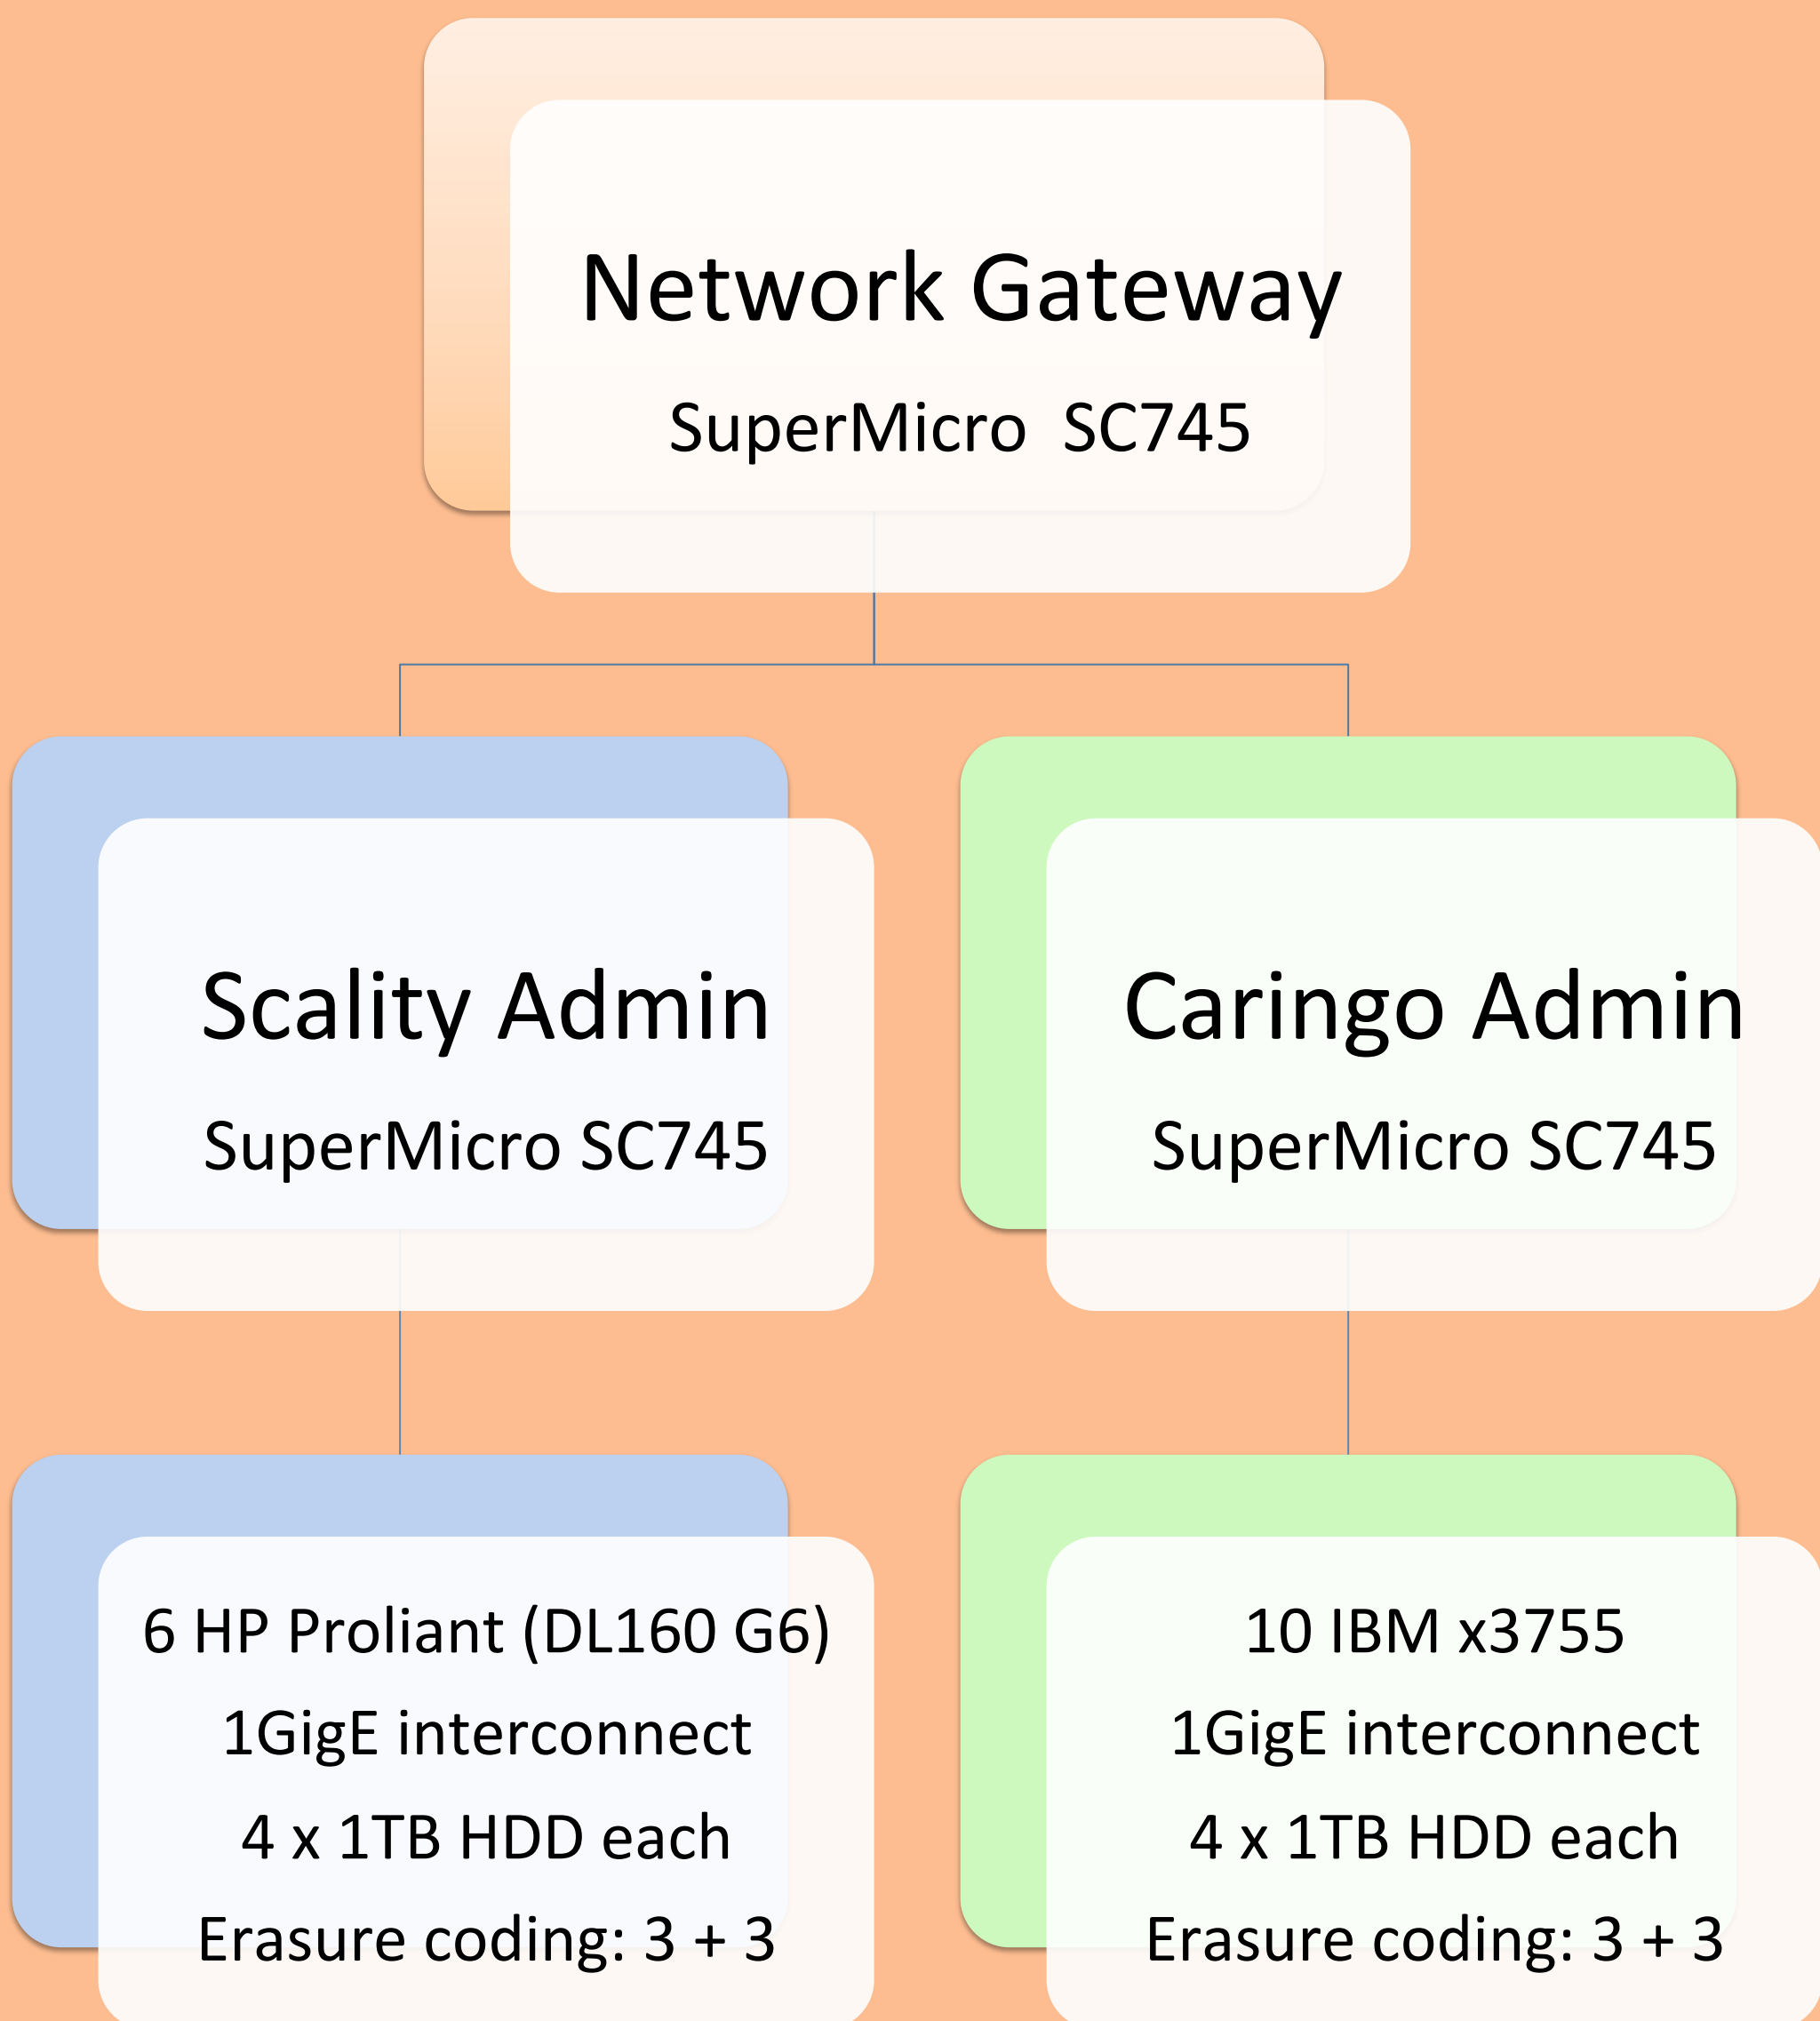 Network Gateway
SuperMicro  SC745
Scality Admin
SuperMicro SC745
Caringo Admin
SuperMicro SC745
6 HP Proliant (DL160 G6)
1GigE interconnect
4 x 1TB HDD each
Erasure coding: 3 + 3
10 IBM x3755
1GigE interconnect
4 x 1TB HDD each
Erasure coding: 3 + 3